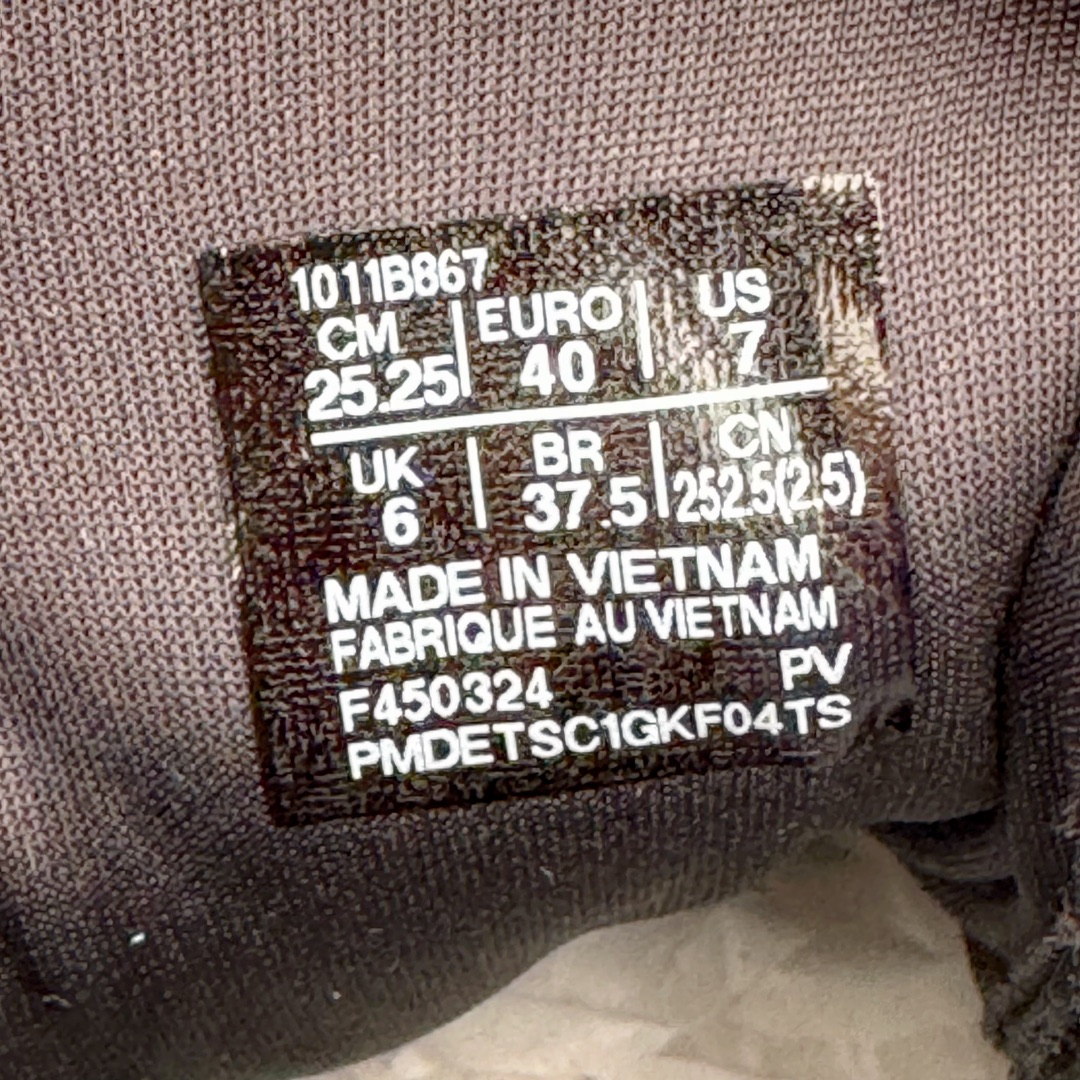 1011B867
CM | EURO | US
25.25 | 40 | 7
UK | BR | CN
6 | 37.5 | 252.5(2.5)
MADE IN VIETNAM
FABRIQUE AU VIETNAM
F450324 PV
PMDETSC1GKF04TS